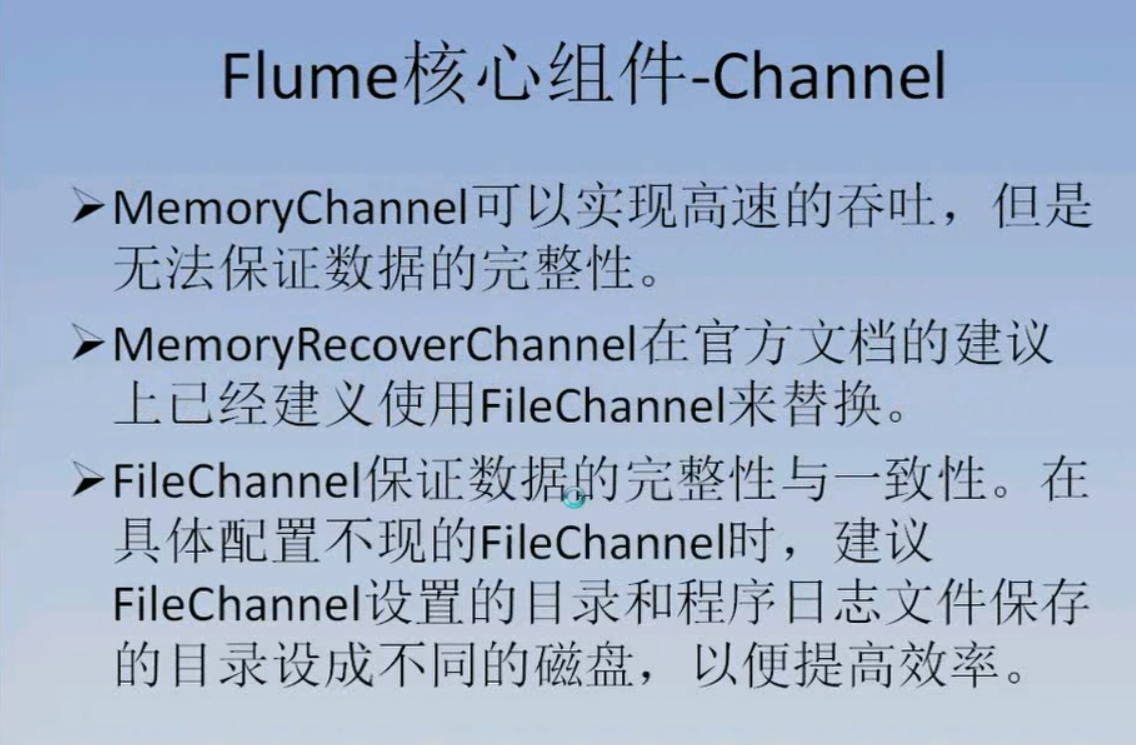 Flume核心组件-Channel
➢MemoryChannel可以实现高速的吞吐，但是
无法保证数据的完整性。
➢MemoryRecoverChannel在官方文档的建议
上已经建义使用FileChannel来替换。
➢FileChannel保证数据的完整性与一致性。在
具体配置不现的FileChannel时，建议
FileChannel设置的目录和程序日志文件保存
的目录设成不同的磁盘，以便提高效率。